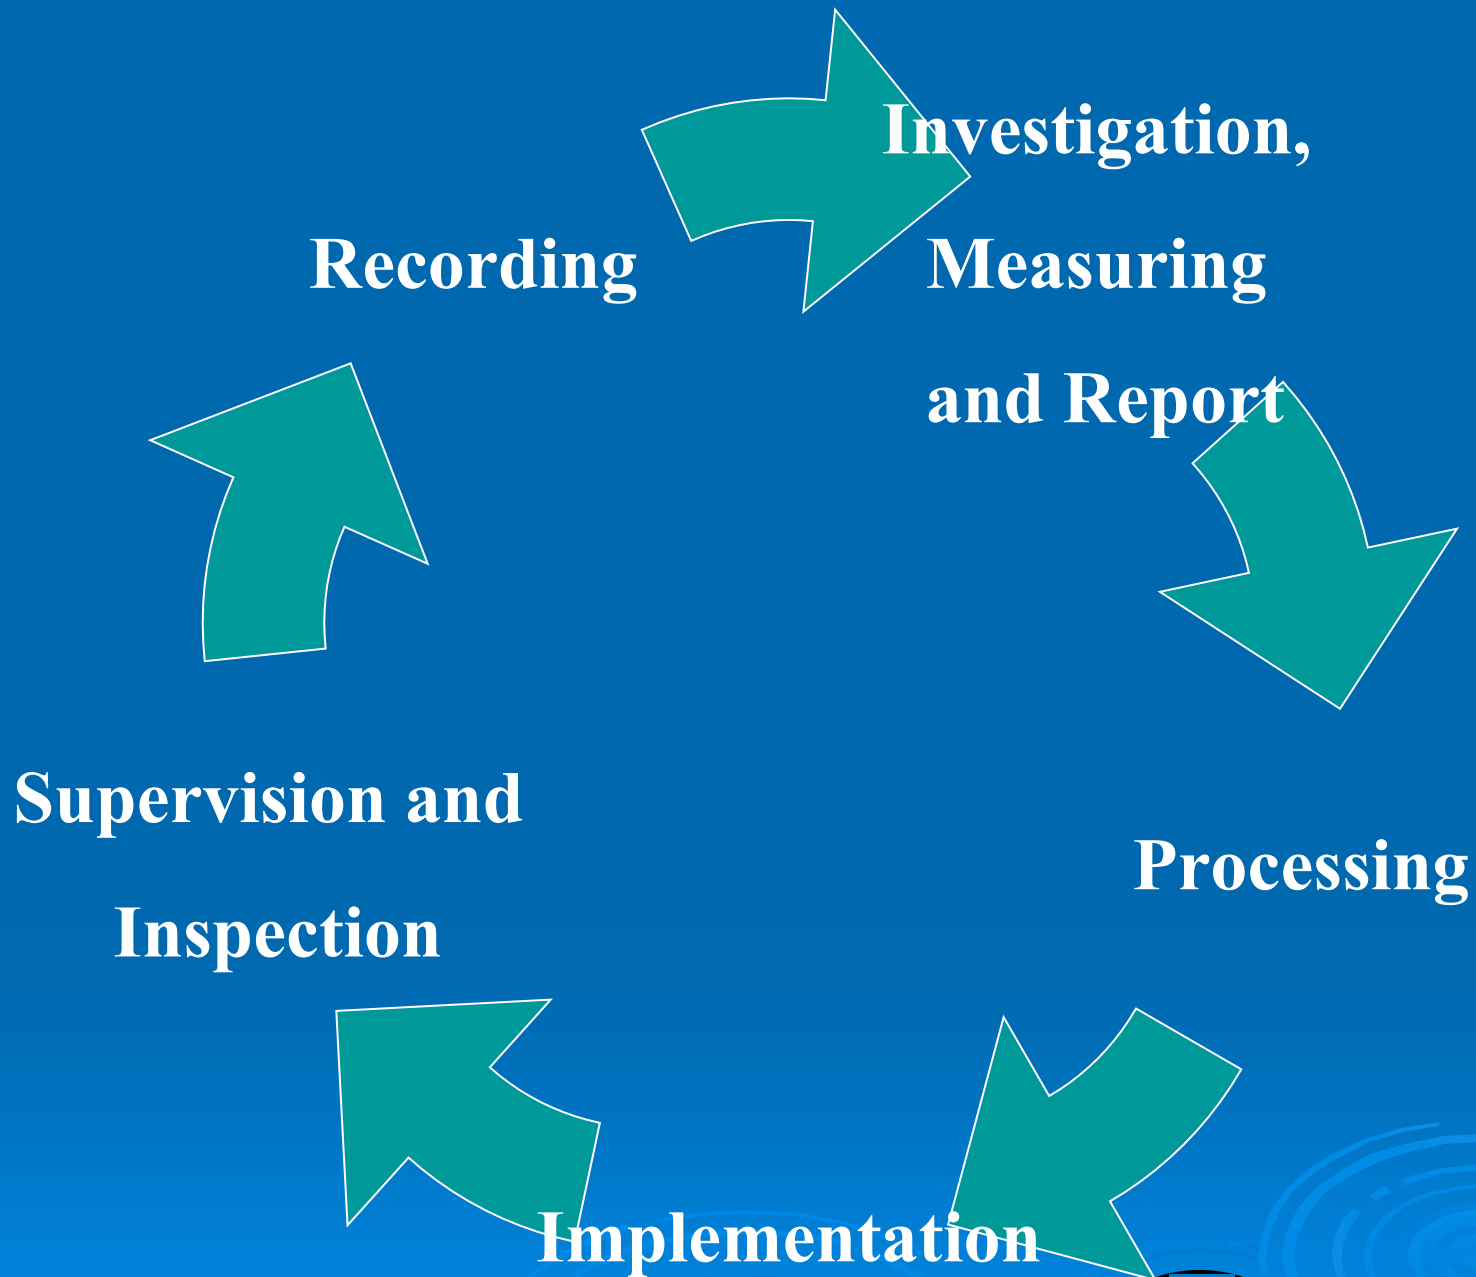 Investigation,
Measuring
and Report
Recording
Supervision and
Inspection
Processing
Implementation